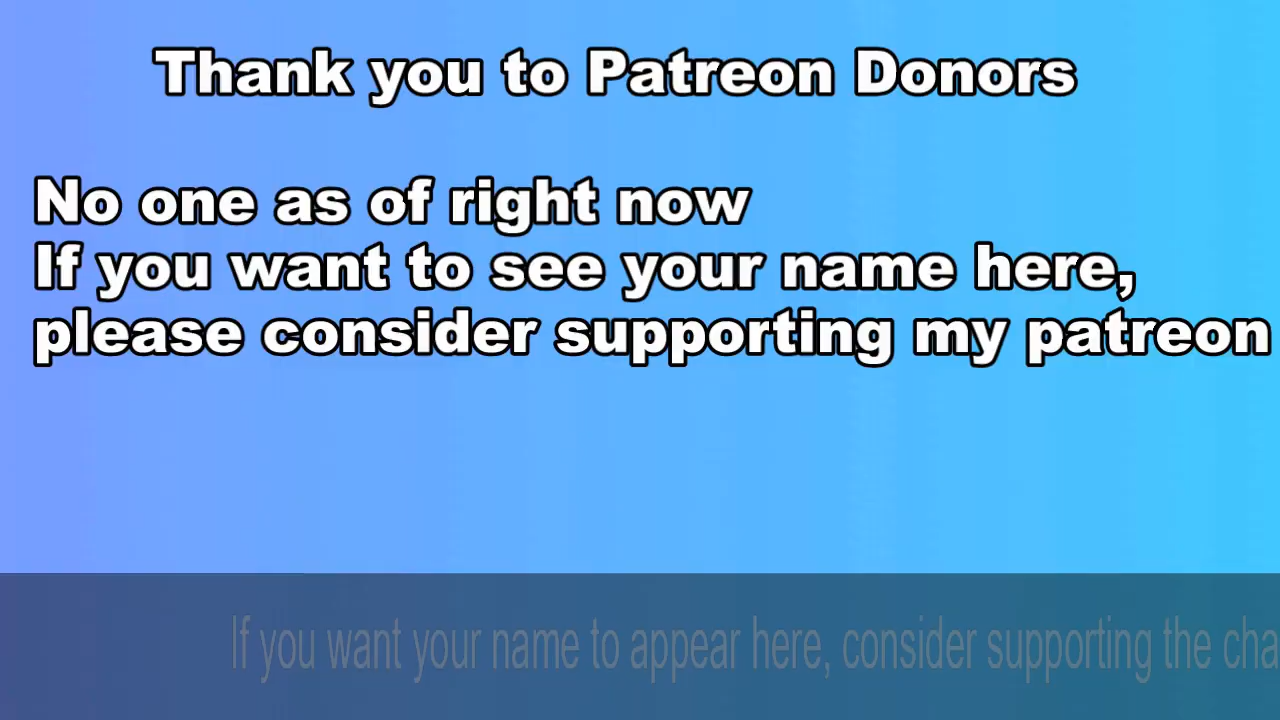 Thank you to Patreon Donors
No one as of right now
If you want to see your name here,
please consider supporting my patreon
If you want your name to appear here, consider supporting the cha